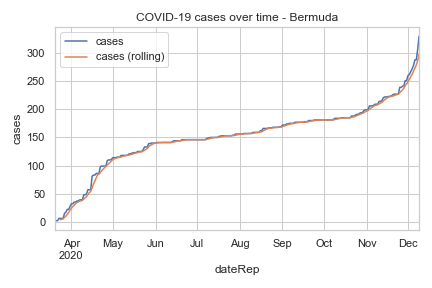 COVID-19 cases over time - Bermuda
cases
cases (rolling)
300
250
200
150
100
50
0
cases
Apr May Jun Jul Aug Sep Oct Nov Dec
2020
dateRep